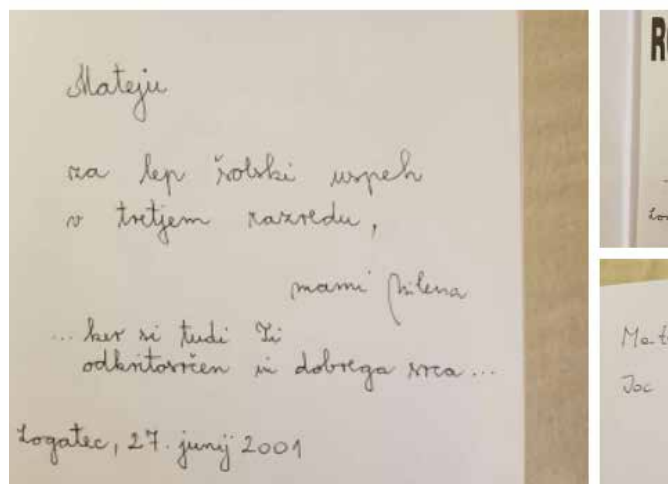 Mateju
za lep šolski uspeh
v tretjem razredu,
mami Milena
... ker si tudi Ti
odkritosrčen in dobrega srca ...
Logatec, 27. junij 2001